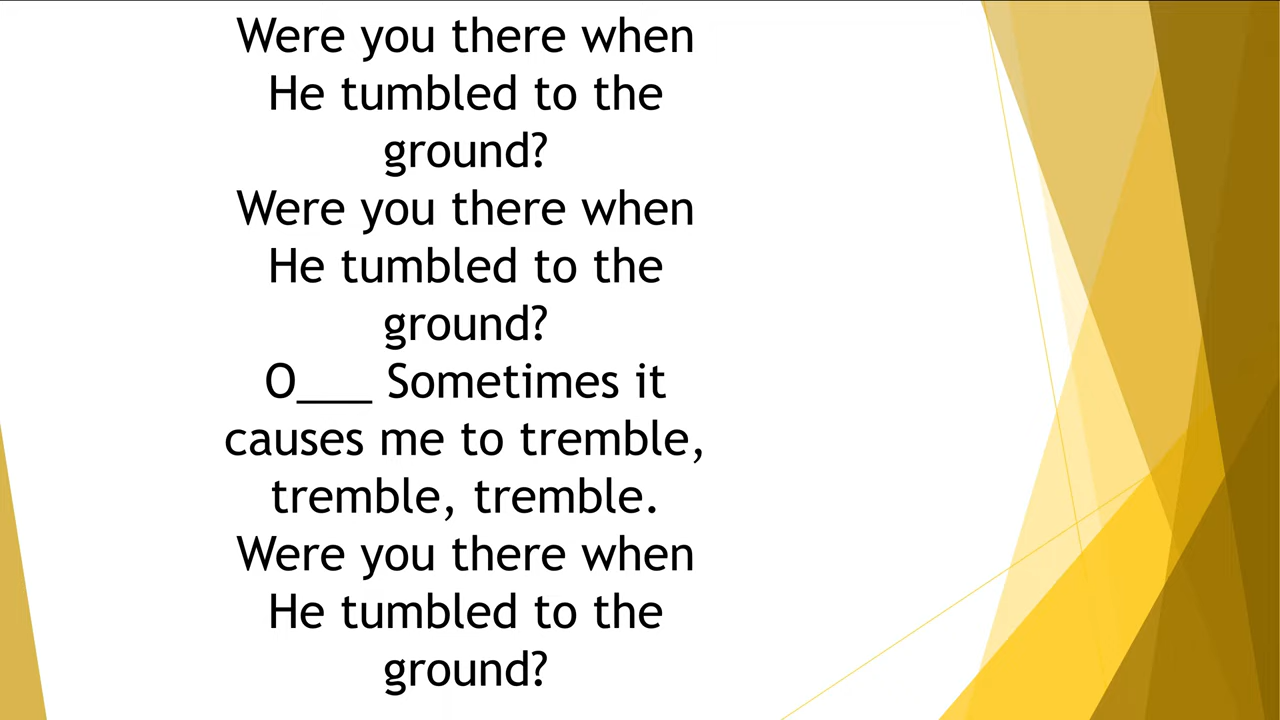 Were you there when
He tumbled to the
ground?
Were you there when
He tumbled to the
ground?
O___ Sometimes it
causes me to tremble,
tremble, tremble.
Were you there when
He tumbled to the
ground?